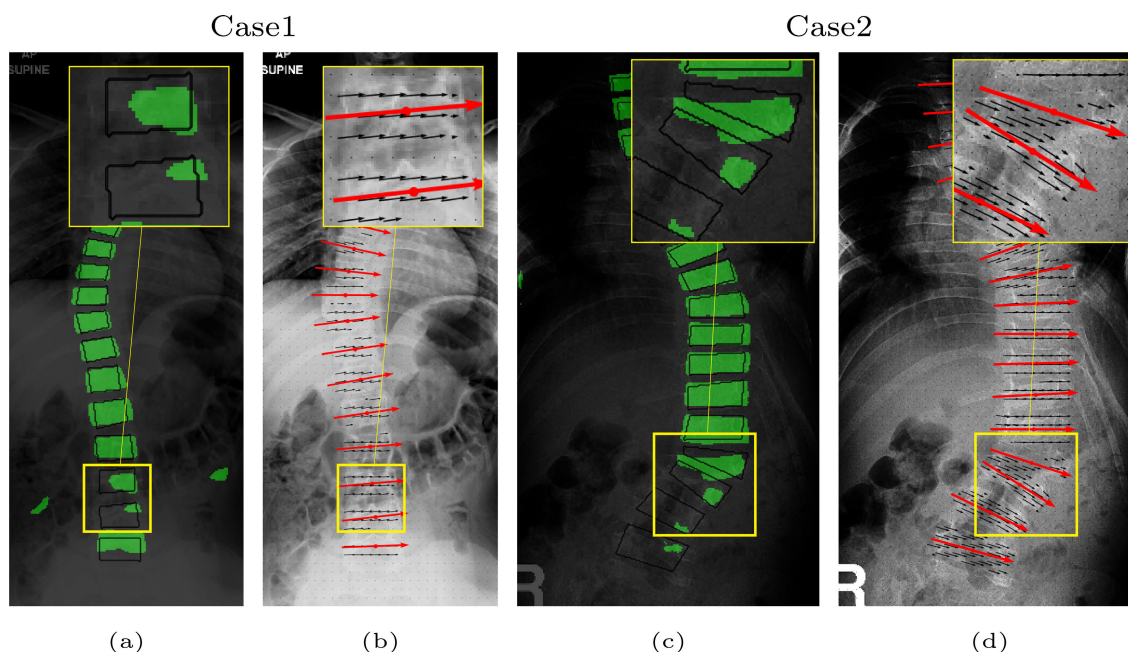 Case1
Case2
AP
SUPINE
AP
SUPINE
R
R
(a)
(b)
(c)
(d)